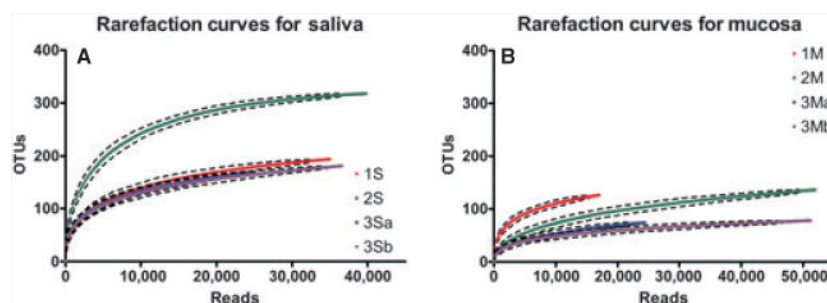 Rarefaction curves for saliva
A
400
300
200
100
0
OTUs
0
10,000
20,000
30,000
40,000
Reads
1S
2S
3Sa
3Sb
Rarefaction curves for mucosa
B
400
300
200
100
0
OTUs
0
10,000
20,000
30,000
40,000
50,000
Reads
1M
2M
3Ma
3Mb